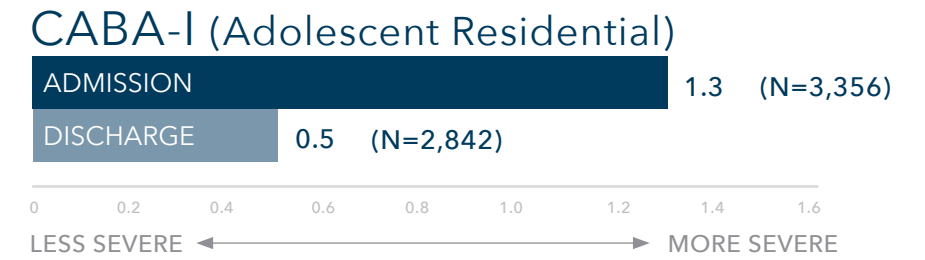 CABA-I (Adolescent Residential)
ADMISSION 1.3 (N=3,356)
DISCHARGE 0.5 (N=2,842)
0 0.2 0.4 0.6 0.8 1.0 1.2 1.4 1.6
LESS SEVERE MORE SEVERE